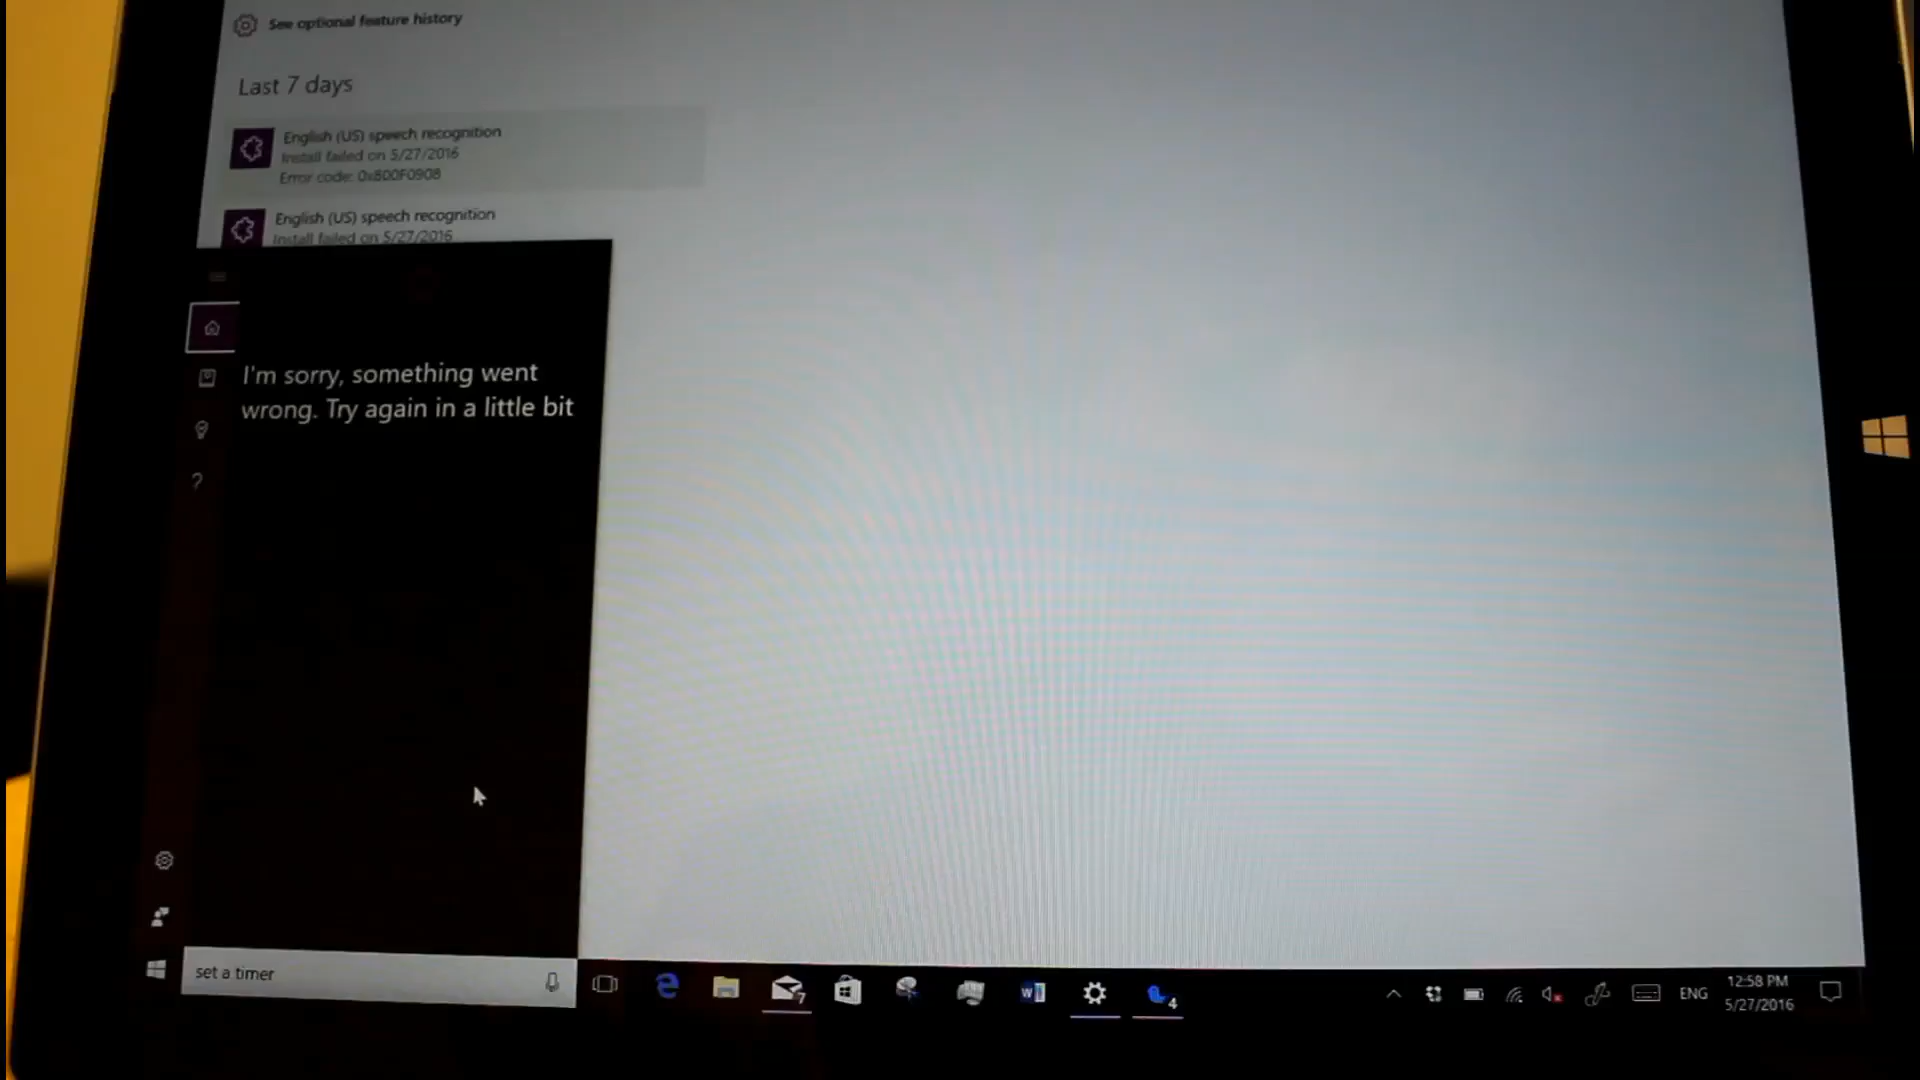 See optional feature history
Last 7 days
English (US) speech recognition
Install failed on 5/27/2016
Error code: 0x800F0908
English (US) speech recognition
Install failed on 5/27/2016
I'm sorry, something went
wrong. Try again in a little bit
?
set a timer
7
4
ENG
12:58 PM
5/27/2016